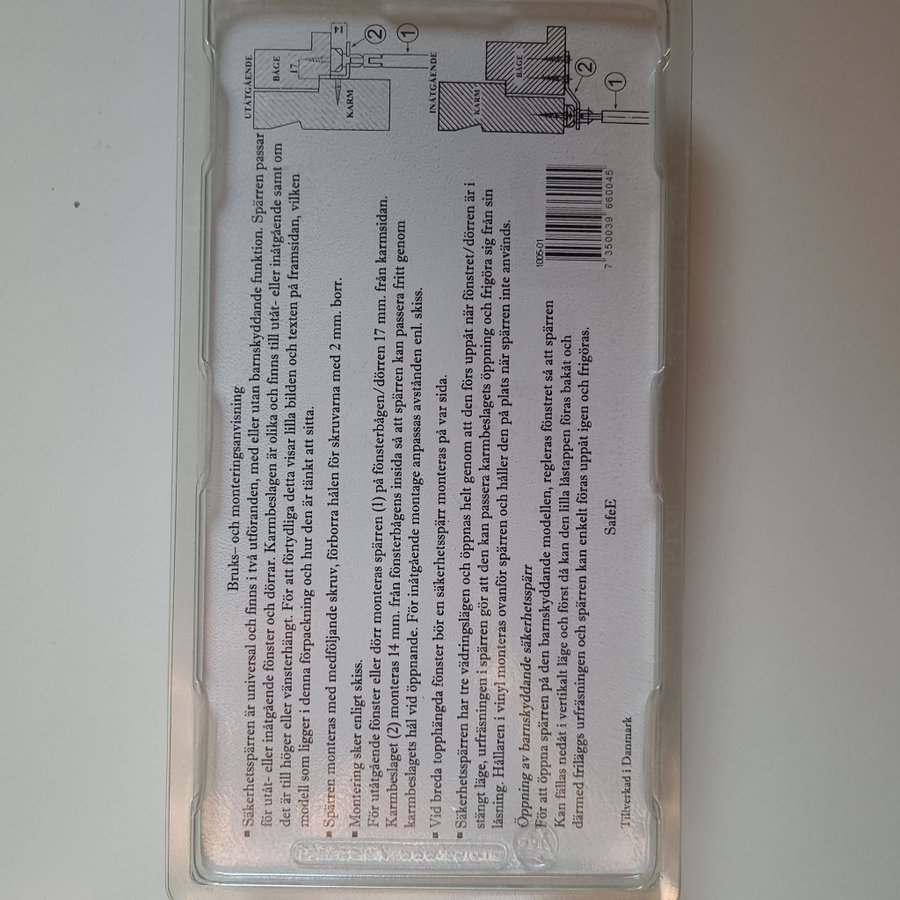 Bruks– och monteringsanvisning
■ Säkerhetsspärren är universal och finns i två utföranden, med eller utan barnskyddande funktion. Spärren passar
för utåt- eller inåtgående fönster och dörrar. Karmbeslagen är olika och finns till utåt- eller inåtgående samt om
det är till höger eller vänsterhängt. För att förtydliga detta visar lilla bilden och texten på framsidan, vilken
modell som ligger i denna förpackning och hur den är tänkt att sitta.
■ Spärren monteras med medföljande skruv, förborra hålen för skruvarna med 2 mm. borr.
■ Montering sker enligt skiss.
För utåtgående fönster eller dörr monteras spärren (1) på fönsterbågen/dörren 17 mm. från karmsidan.
Karmbeslaget (2) monteras 14 mm. från fönsterbågens insida så att spärren kan passera fritt genom
karmbeslagets hål vid öppnande. För inåtgående montage anpassas avstånden enl. skiss.
■ Vid breda topphängda fönster bör en säkerhetsspärr monteras på var sida.
■ Säkerhetsspärren har tre vädringslägen och öppnas helt genom att den förs uppåt när fönstret/dörren är i
stängt läge, urfräsningen i spärren gör att den kan passera karmbeslagets öppning och frigöra sig från sin
låsning. Hållaren i vinyl monteras ovanför spärren och håller den på plats när spärren inte används.
Öppning av barnskyddande säkerhetsspärr
För att öppna spärren på den barnskyddande modellen, regleras fönstret så att spärren
Kan fällas nedåt i vertikalt läge och först då kan den lilla låstappen föras bakåt och
därmed friläggs urfräsningen och spärren kan enkelt föras uppåt igen och frigöras.
SafeE
Tillverkad i Danmark
UTÅTGÅENDE
BÅGE
17
14
KARM
2
1
INÅTGÅENDE
BÅGE
KARM
2
1
1005-01
7 350039 660045